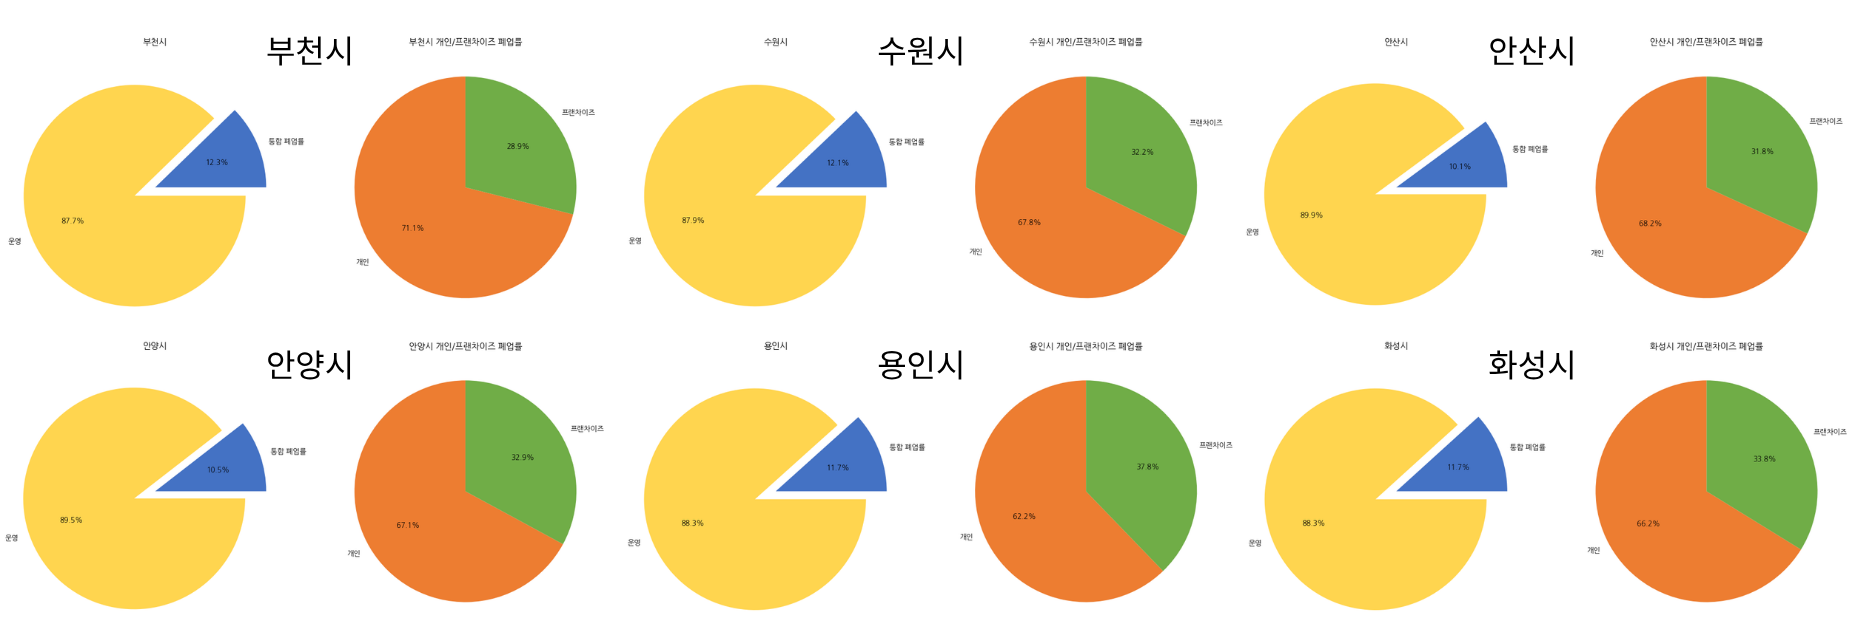 부천시
부천시
부천시 개인/프랜차이즈 폐업률
통합 폐업률
12.3%
87.7%
운영
프랜차이즈
28.9%
71.1%
개인
수원시
수원시
수원시 개인/프랜차이즈 폐업률
통합 폐업률
12.1%
87.9%
운영
프랜차이즈
32.2%
67.8%
개인
안산시
안산시
안산시 개인/프랜차이즈 폐업률
통합 폐업률
10.1%
89.9%
운영
프랜차이즈
31.8%
68.2%
개인
안양시
안양시
안양시 개인/프랜차이즈 폐업률
통합 폐업률
10.5%
89.5%
운영
프랜차이즈
32.9%
67.1%
개인
용인시
용인시
용인시 개인/프랜차이즈 폐업률
통합 폐업률
11.7%
88.3%
운영
프랜차이즈
37.8%
62.2%
개인
화성시
화성시
화성시 개인/프랜차이즈 폐업률
통합 폐업률
11.7%
88.3%
운영
프랜차이즈
33.8%
66.2%
개인